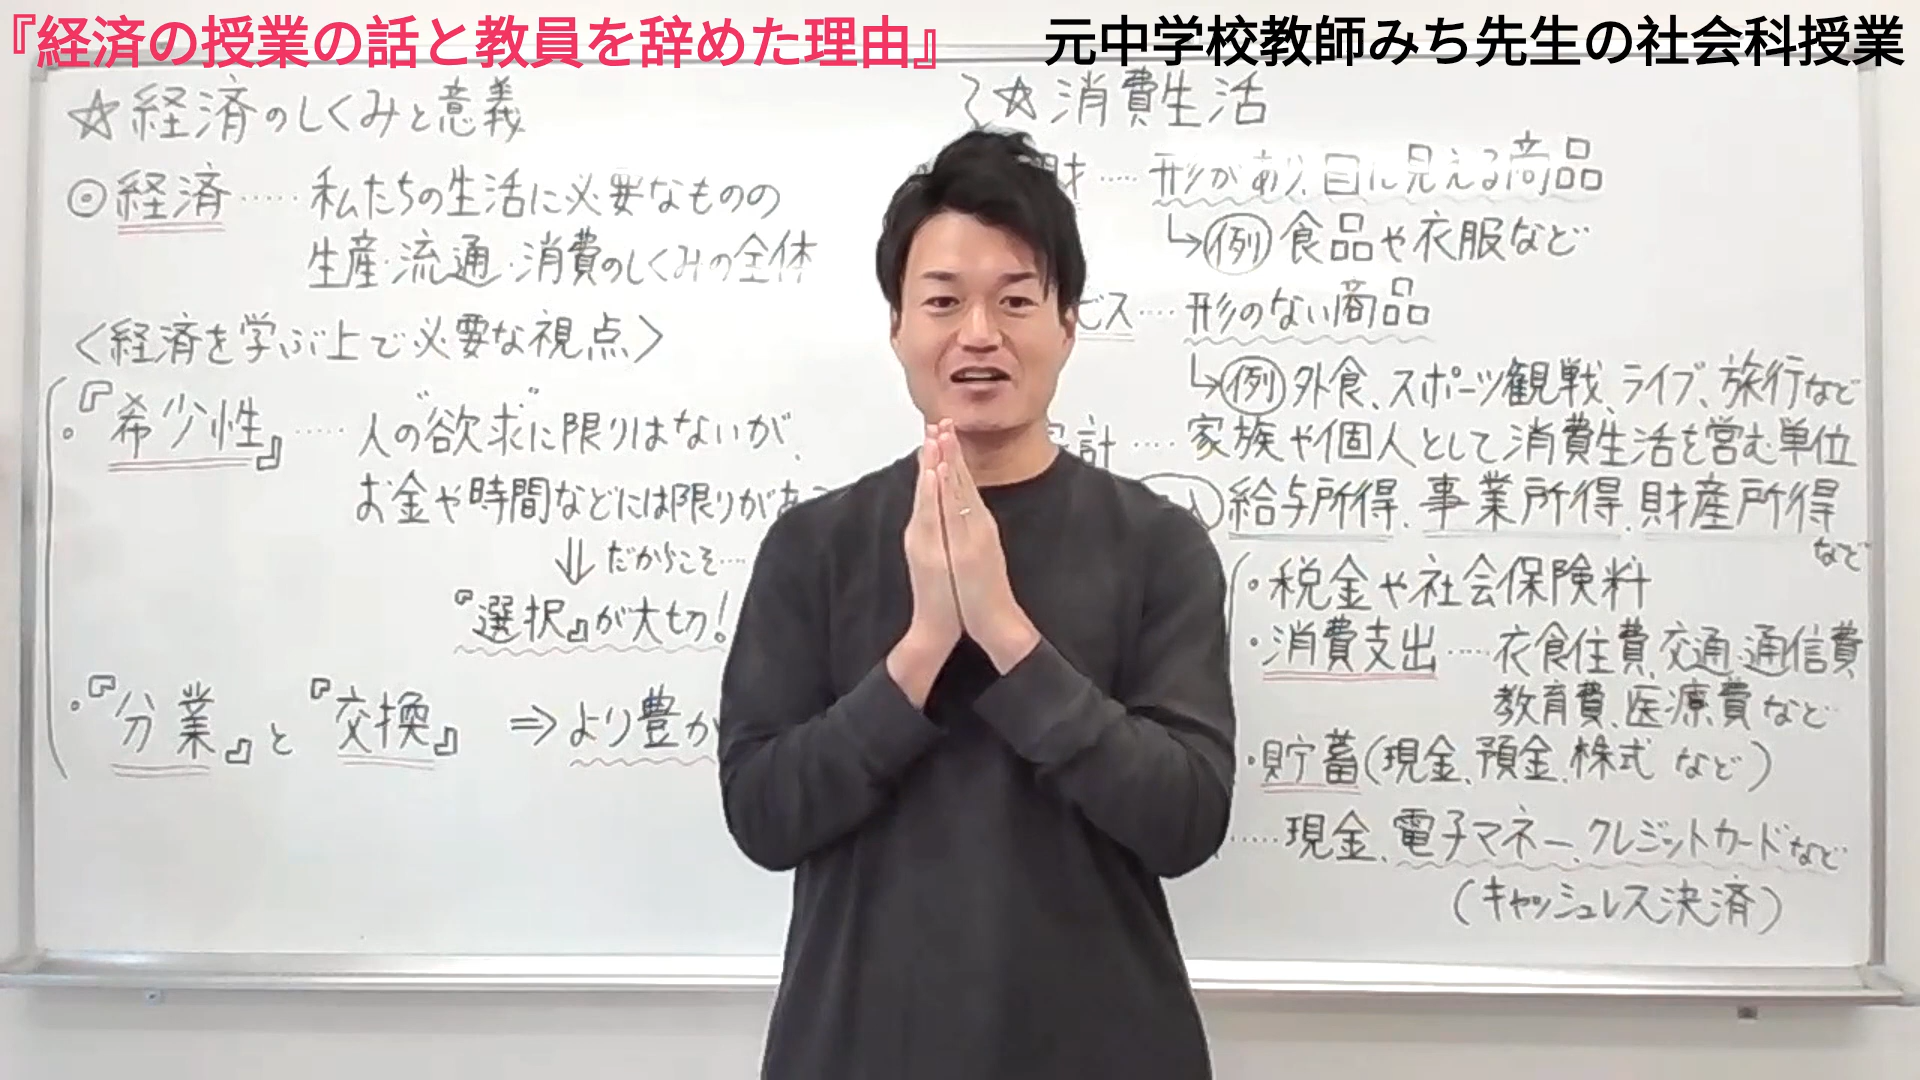 『経済の授業の話と教員を辞めた理由』
元中学校教師みち先生の社会科授業
☆経済のしくみと意義
◎経済……私たちの生活に必要なものの
生産・流通・消費のしくみの全体
〈経済を学ぶ上で必要な視点〉
・『希少性』……人の“欲求”に限りはないが、
お金や時間などには限りがあ
⇓だからこそ…
『選択』が大切!
・『分業』と『交換』⇒より豊か
☆消費生活
財……形があり、目に見える商品
↳例 食品や衣服など
ビス……形のない商品
↳例 外食、スポーツ観戦、ライブ、旅行など
計……家族や個人として消費生活を営む単位
給与所得、事業所得、財産所得
など
・税金や社会保険料
・消費支出……衣食住費、交通・通信費
教育費、医療費など
・貯蓄(現金、預金、株式 など)
……現金、電子マネー、クレジットカードなど
(キャッシュレス決済)